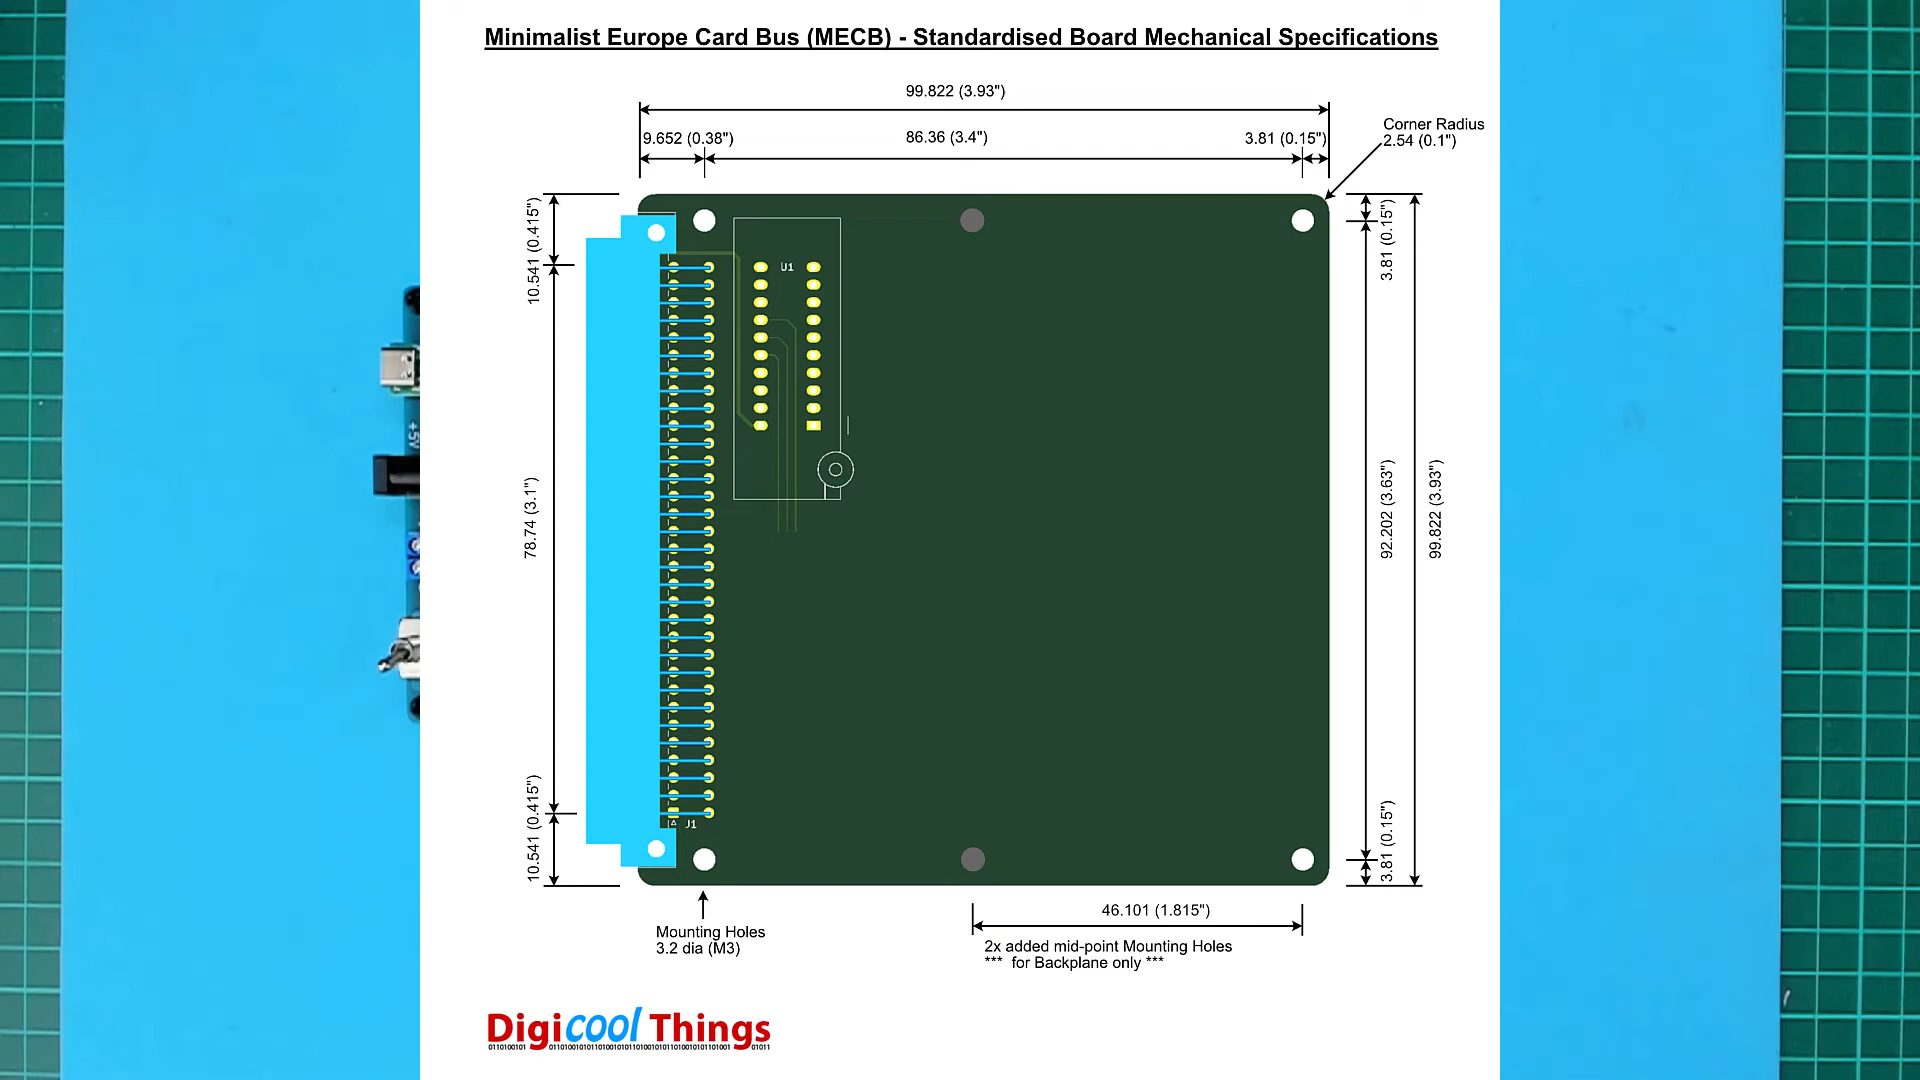 Minimalist Europe Card Bus (MECB) - Standardised Board Mechanical Specifications
99.822 (3.93")
Corner Radius
2.54 (0.1")
9.652 (0.38")
86.36 (3.4")
3.81 (0.15")
10.541 (0.415")
3.81 (0.15")
U1
+5V
78.74 (3.1")
92.202 (3.63")
99.822 (3.93")
10.541 (0.415")
3.81 (0.15")
J1
46.101 (1.815")
Mounting Holes
3.2 dia (M3)
2x added mid-point Mounting Holes
*** for Backplane only ***
Digicool Things